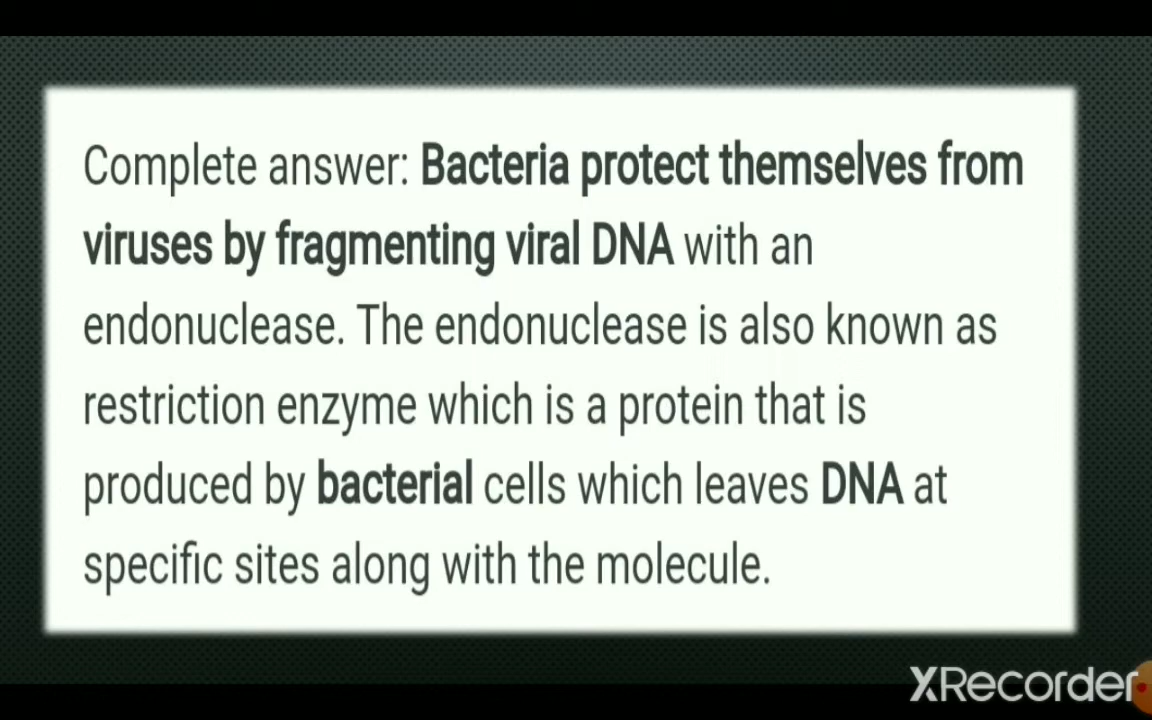 Complete answer: Bacteria protect themselves from
viruses by fragmenting viral DNA with an
endonuclease. The endonuclease is also known as
restriction enzyme which is a protein that is
produced by bacterial cells which leaves DNA at
specific sites along with the molecule.
XRecorder